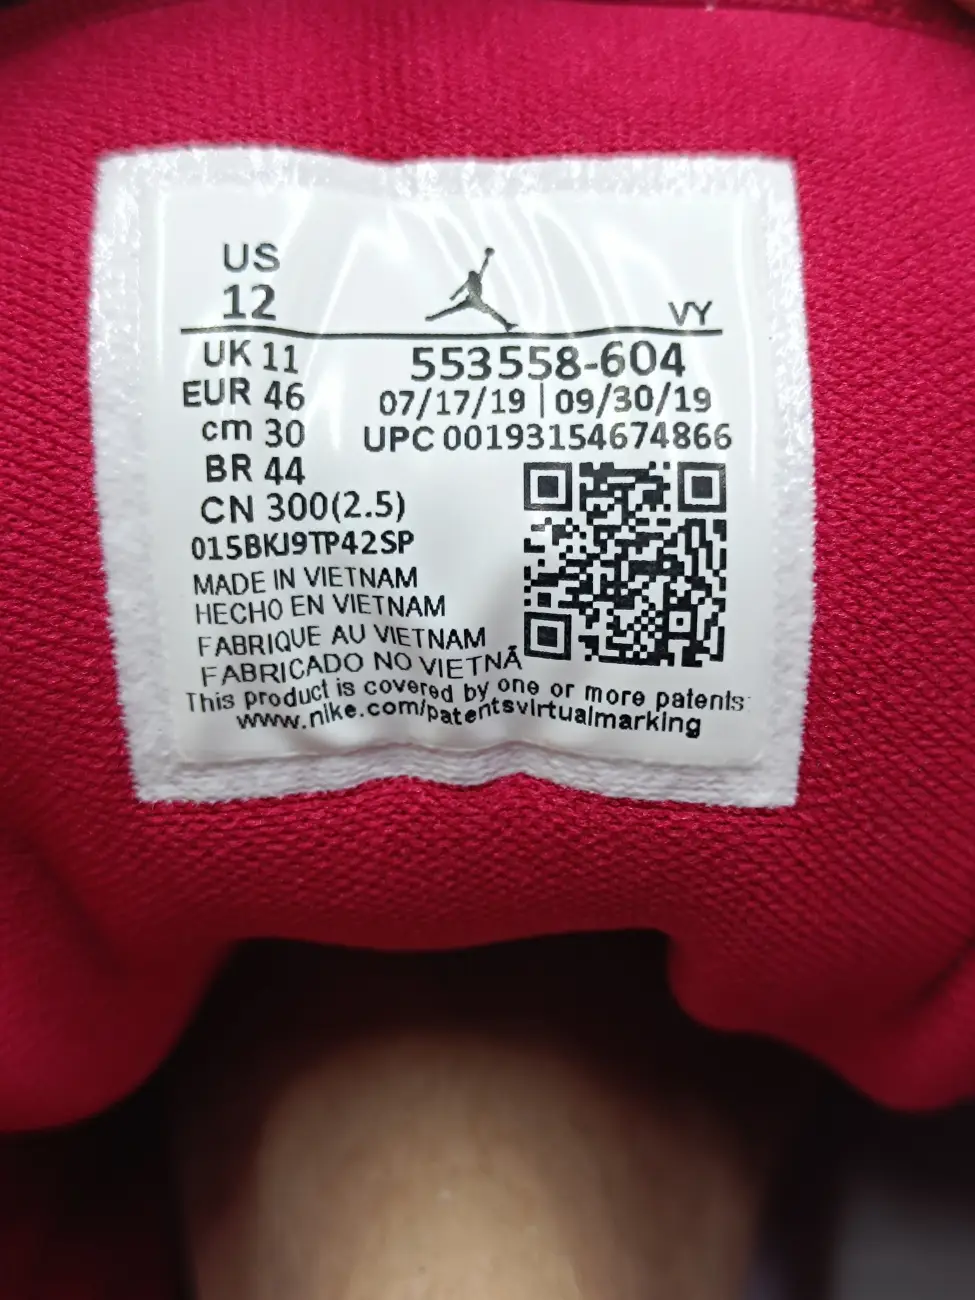 US
12
VY
UK 11
553558-604
EUR 46
07/17/19 | 09/30/19
cm 30
UPC 00193154674866
BR 44
CN 300(2.5)
015BKJ9TP42SP
MADE IN VIETNAM
HECHO EN VIETNAM
FABRIQUE AU VIETNAM
FABRICADO NO VIETNÃ
This product is covered by one or more patents
www.nike.com/patentsvirtualmarking